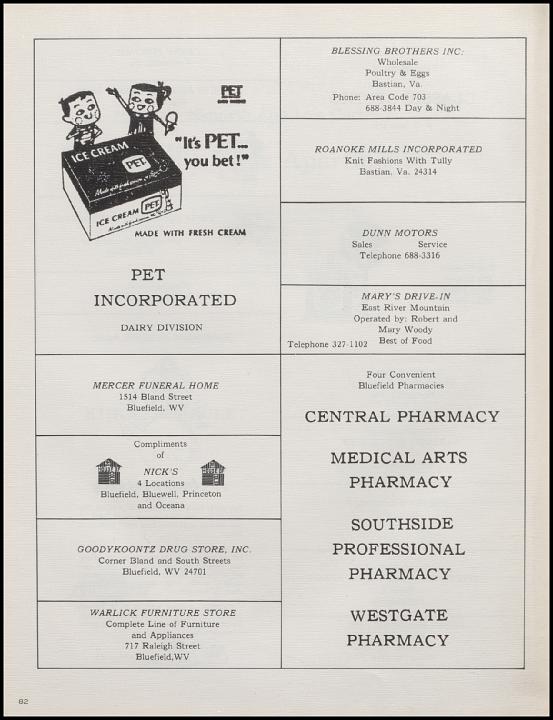 PET
"It's PET...
you bet!"
ICE CREAM
PET
ICE CREAM PET
MADE WITH FRESH CREAM
PET
INCORPORATED
DAIRY DIVISION
MERCER FUNERAL HOME
1514 Bland Street
Bluefield, WV
Compliments
of
NICK'S
4 Locations
Bluefield, Bluewell, Princeton
and Oceana
GOODYKOONTZ DRUG STORE, INC.
Corner Bland and South Streets
Bluefield, WV 24701
WARLICK FURNITURE STORE
Complete Line of Furniture
and Appliances
717 Raleigh Street
Bluefield,WV
BLESSING BROTHERS INC.
Wholesale
Poultry & Eggs
Bastian, Va.
Phone: Area Code 703
688-3844 Day & Night
ROANOKE MILLS INCORPORATED
Knit Fashions With Tully
Bastian, Va. 24314
DUNN MOTORS
Sales Service
Telephone 688-3316
MARY'S DRIVE-IN
East River Mountain
Operated by: Robert and
Mary Woody
Telephone 327-1102 Best of Food
Four Convenient
Bluefield Pharmacies
CENTRAL PHARMACY
MEDICAL ARTS
PHARMACY
SOUTHSIDE
PROFESSIONAL
PHARMACY
WESTGATE
PHARMACY
82